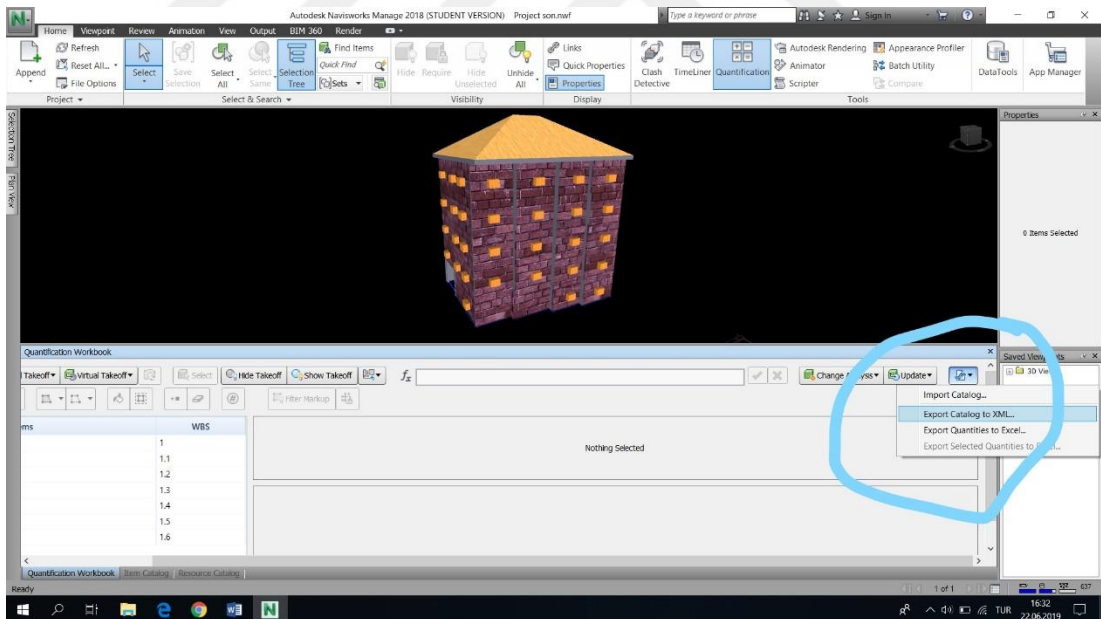 Autodesk Navisworks Manage 2018 (STUDENT VERSION) Project son.nwf
Type a keyword or phrase
Sign In
Home Viewpoint Review Animation View Output BIM 360 Render
Refresh
Reset All...
File Options
Append
Select
Save Selection
Select All
Select Same
Selection Tree
Find Items
Quick Find
Sets
Hide
Require
Hide Unselected
Unhide All
Links
Quick Properties
Properties
Clash Detective
TimeLiner
Quantification
Autodesk Rendering
Animator
Scripter
Appearance Profiler
Batch Utility
Compare
DataTools
App Manager
Project
Select & Search
Visibility
Display
Tools
Selection Tree
Plan View
Properties
0 Items Selected
Quantification Workbook
Takeoff
Virtual Takeoff
Select
Hide Takeoff
Show Takeoff
fx
Change Analysis
Update
Filter Markup
Import Catalog...
Export Catalog to XML...
Export Quantities to Excel...
Export Selected Quantities to Excel...
WBS
1
1.1
1.2
1.3
1.4
1.5
1.6
Nothing Selected
Quantification Workbook
Item Catalog
Resource Catalog
Ready
1 of 1
637
TUR
16:32
22.06.2019